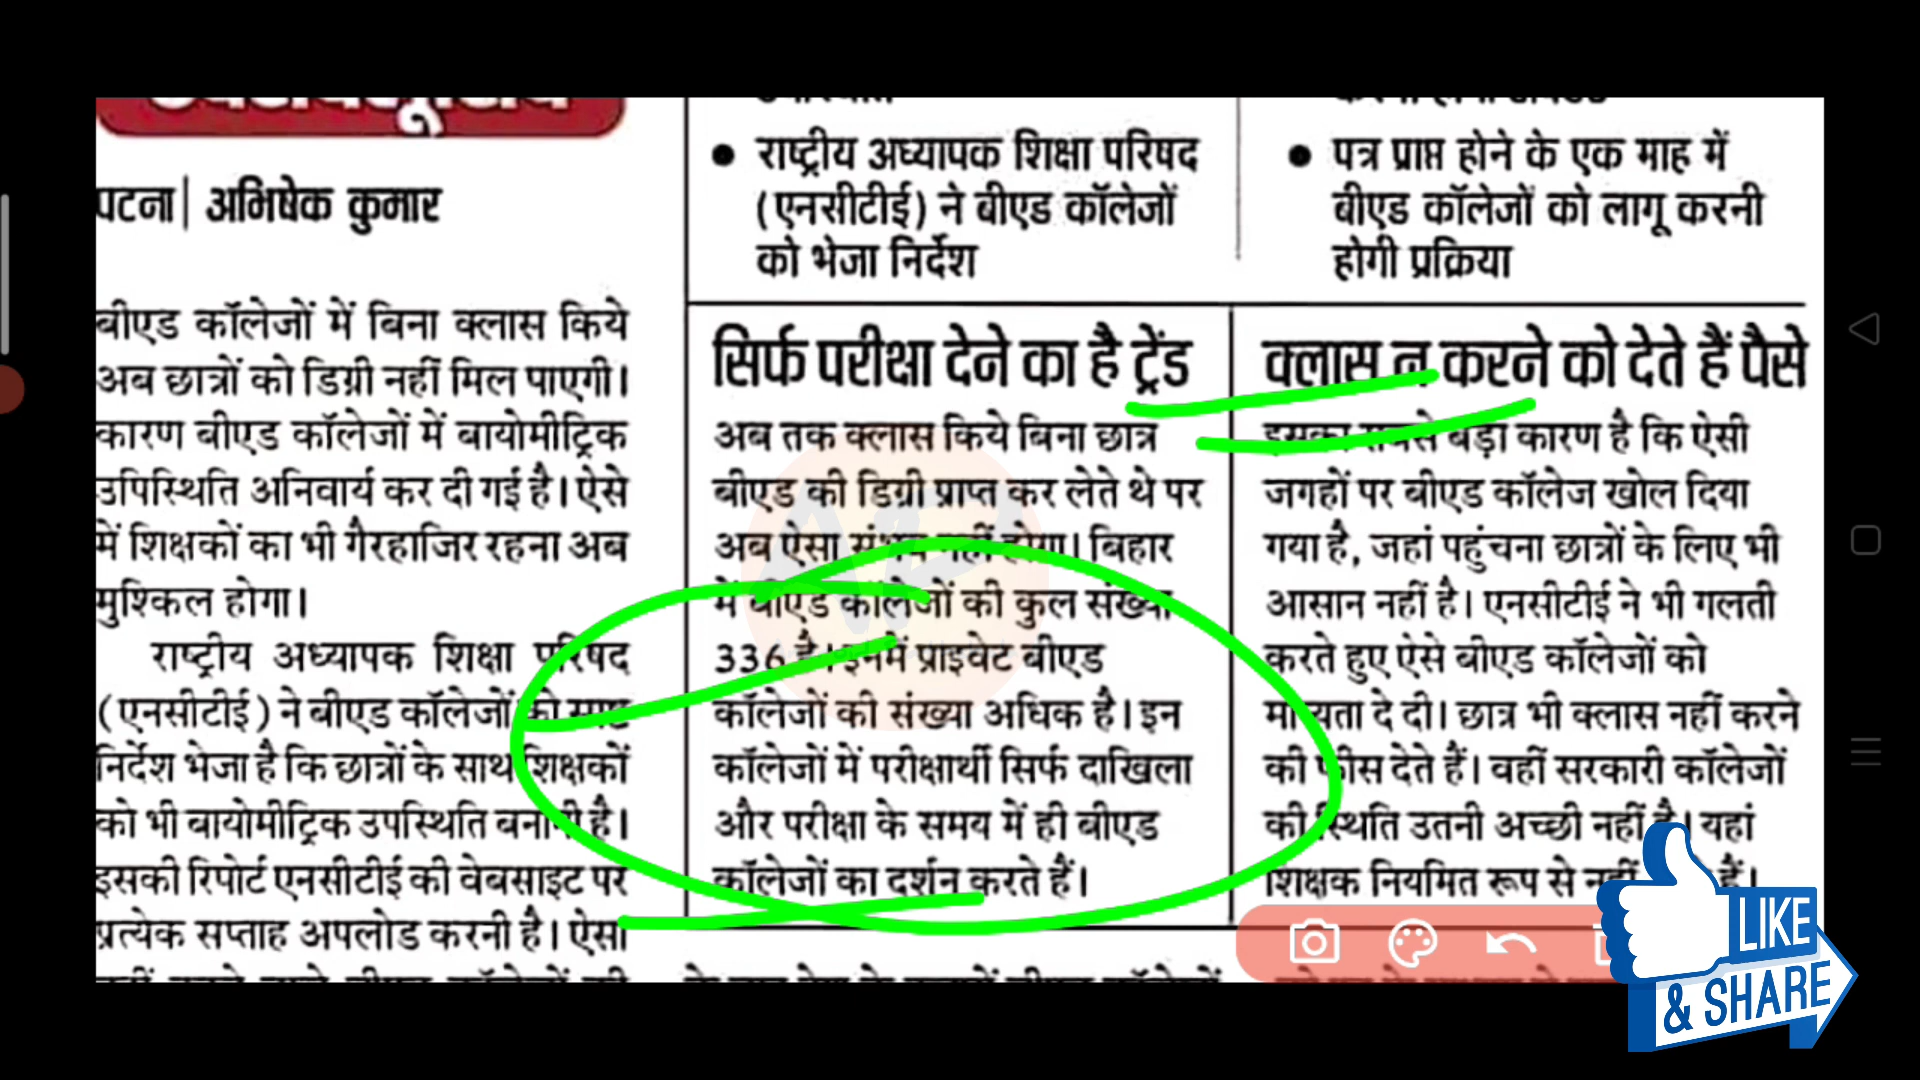 पटना| अभिषेक कुमार
बीएड कॉलेजों में बिना क्लास किये
अब छात्रों को डिग्री नहीं मिल पाएगी।
कारण बीएड कॉलेजों में बायोमीट्रिक
उपिस्थिति अनिवार्य कर दी गई है। ऐसे
में शिक्षकों का भी गैरहाजिर रहना अब
मुश्किल होगा।
राष्ट्रीय अध्यापक शिक्षा परिषद
(एनसीटीई) ने बीएड कॉलेजों को स्पष्ट
निर्देश भेजा है कि छात्रों के साथ शिक्षकों
को भी बायोमीट्रिक उपस्थिति बनानी है।
इसकी रिपोर्ट एनसीटीई की वेबसाइट पर
प्रत्येक सप्ताह अपलोड करनी है। ऐसा
• राष्ट्रीय अध्यापक शिक्षा परिषद
(एनसीटीई) ने बीएड कॉलेजों
को भेजा निर्देश
• पत्र प्राप्त होने के एक माह में
बीएड कॉलेजों को लागू करनी
होगी प्रक्रिया
सिर्फ परीक्षा देने का है ट्रेंड
अब तक क्लास किये बिना छात्र
बीएड की डिग्री प्राप्त कर लेते थे पर
अब ऐसा संभव नहीं होगा। बिहार
में बीएड कॉलेजों की कुल संख्या
336 है। इनमें प्राइवेट बीएड
कॉलेजों की संख्या अधिक है। इन
कॉलेजों में परीक्षार्थी सिर्फ दाखिला
और परीक्षा के समय में ही बीएड
कॉलेजों का दर्शन करते हैं।
क्लास न करने को देते हैं पैसे
इसका सबसे बड़ा कारण है कि ऐसी
जगहों पर बीएड कॉलेज खोल दिया
गया है, जहां पहुंचना छात्रों के लिए भी
आसान नहीं है। एनसीटीई ने भी गलती
करते हुए ऐसे बीएड कॉलेजों को
मान्यता दे दी। छात्र भी क्लास नहीं करने
की फीस देते हैं। वहीं सरकारी कॉलेजों
की स्थिति उतनी अच्छी नहीं है। यहां
शिक्षक नियमित रूप से नहीं हैं।
LIKE
& SHARE